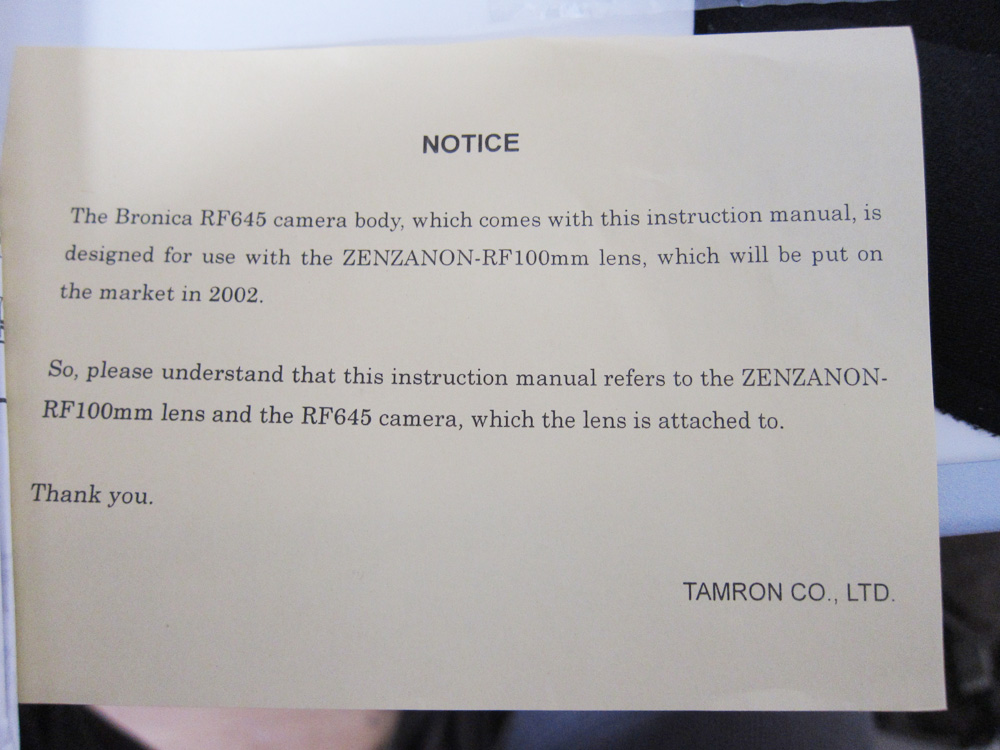 NOTICE
The Bronica RF645 camera body, which comes with this instruction manual, is
designed for use with the ZENZANON-RF100mm lens, which will be put on
the market in 2002.
So, please understand that this instruction manual refers to the ZENZANON-
RF100mm lens and the RF645 camera, which the lens is attached to.
Thank you.
TAMRON CO., LTD.